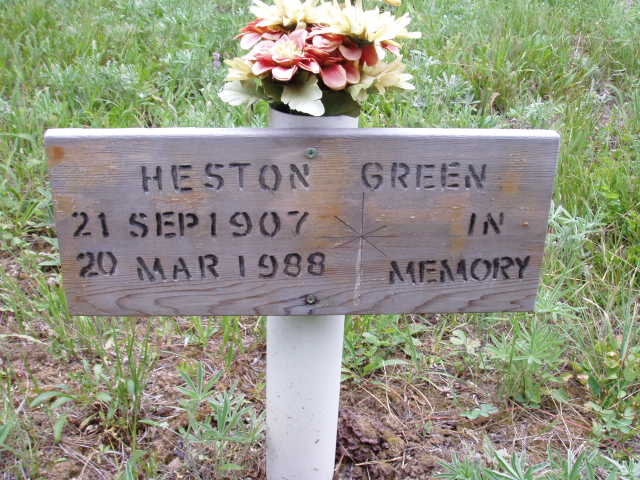 HESTON GREEN
21 SEP 1907 IN
20 MAR 1988 MEMORY